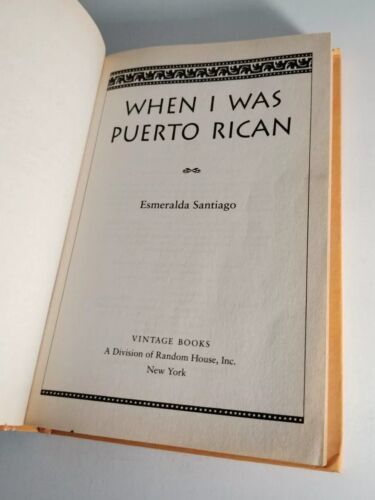 WHEN I WAS
PUERTO RICAN
Esmeralda Santiago
VINTAGE BOOKS
A Division of Random House, Inc.
New York